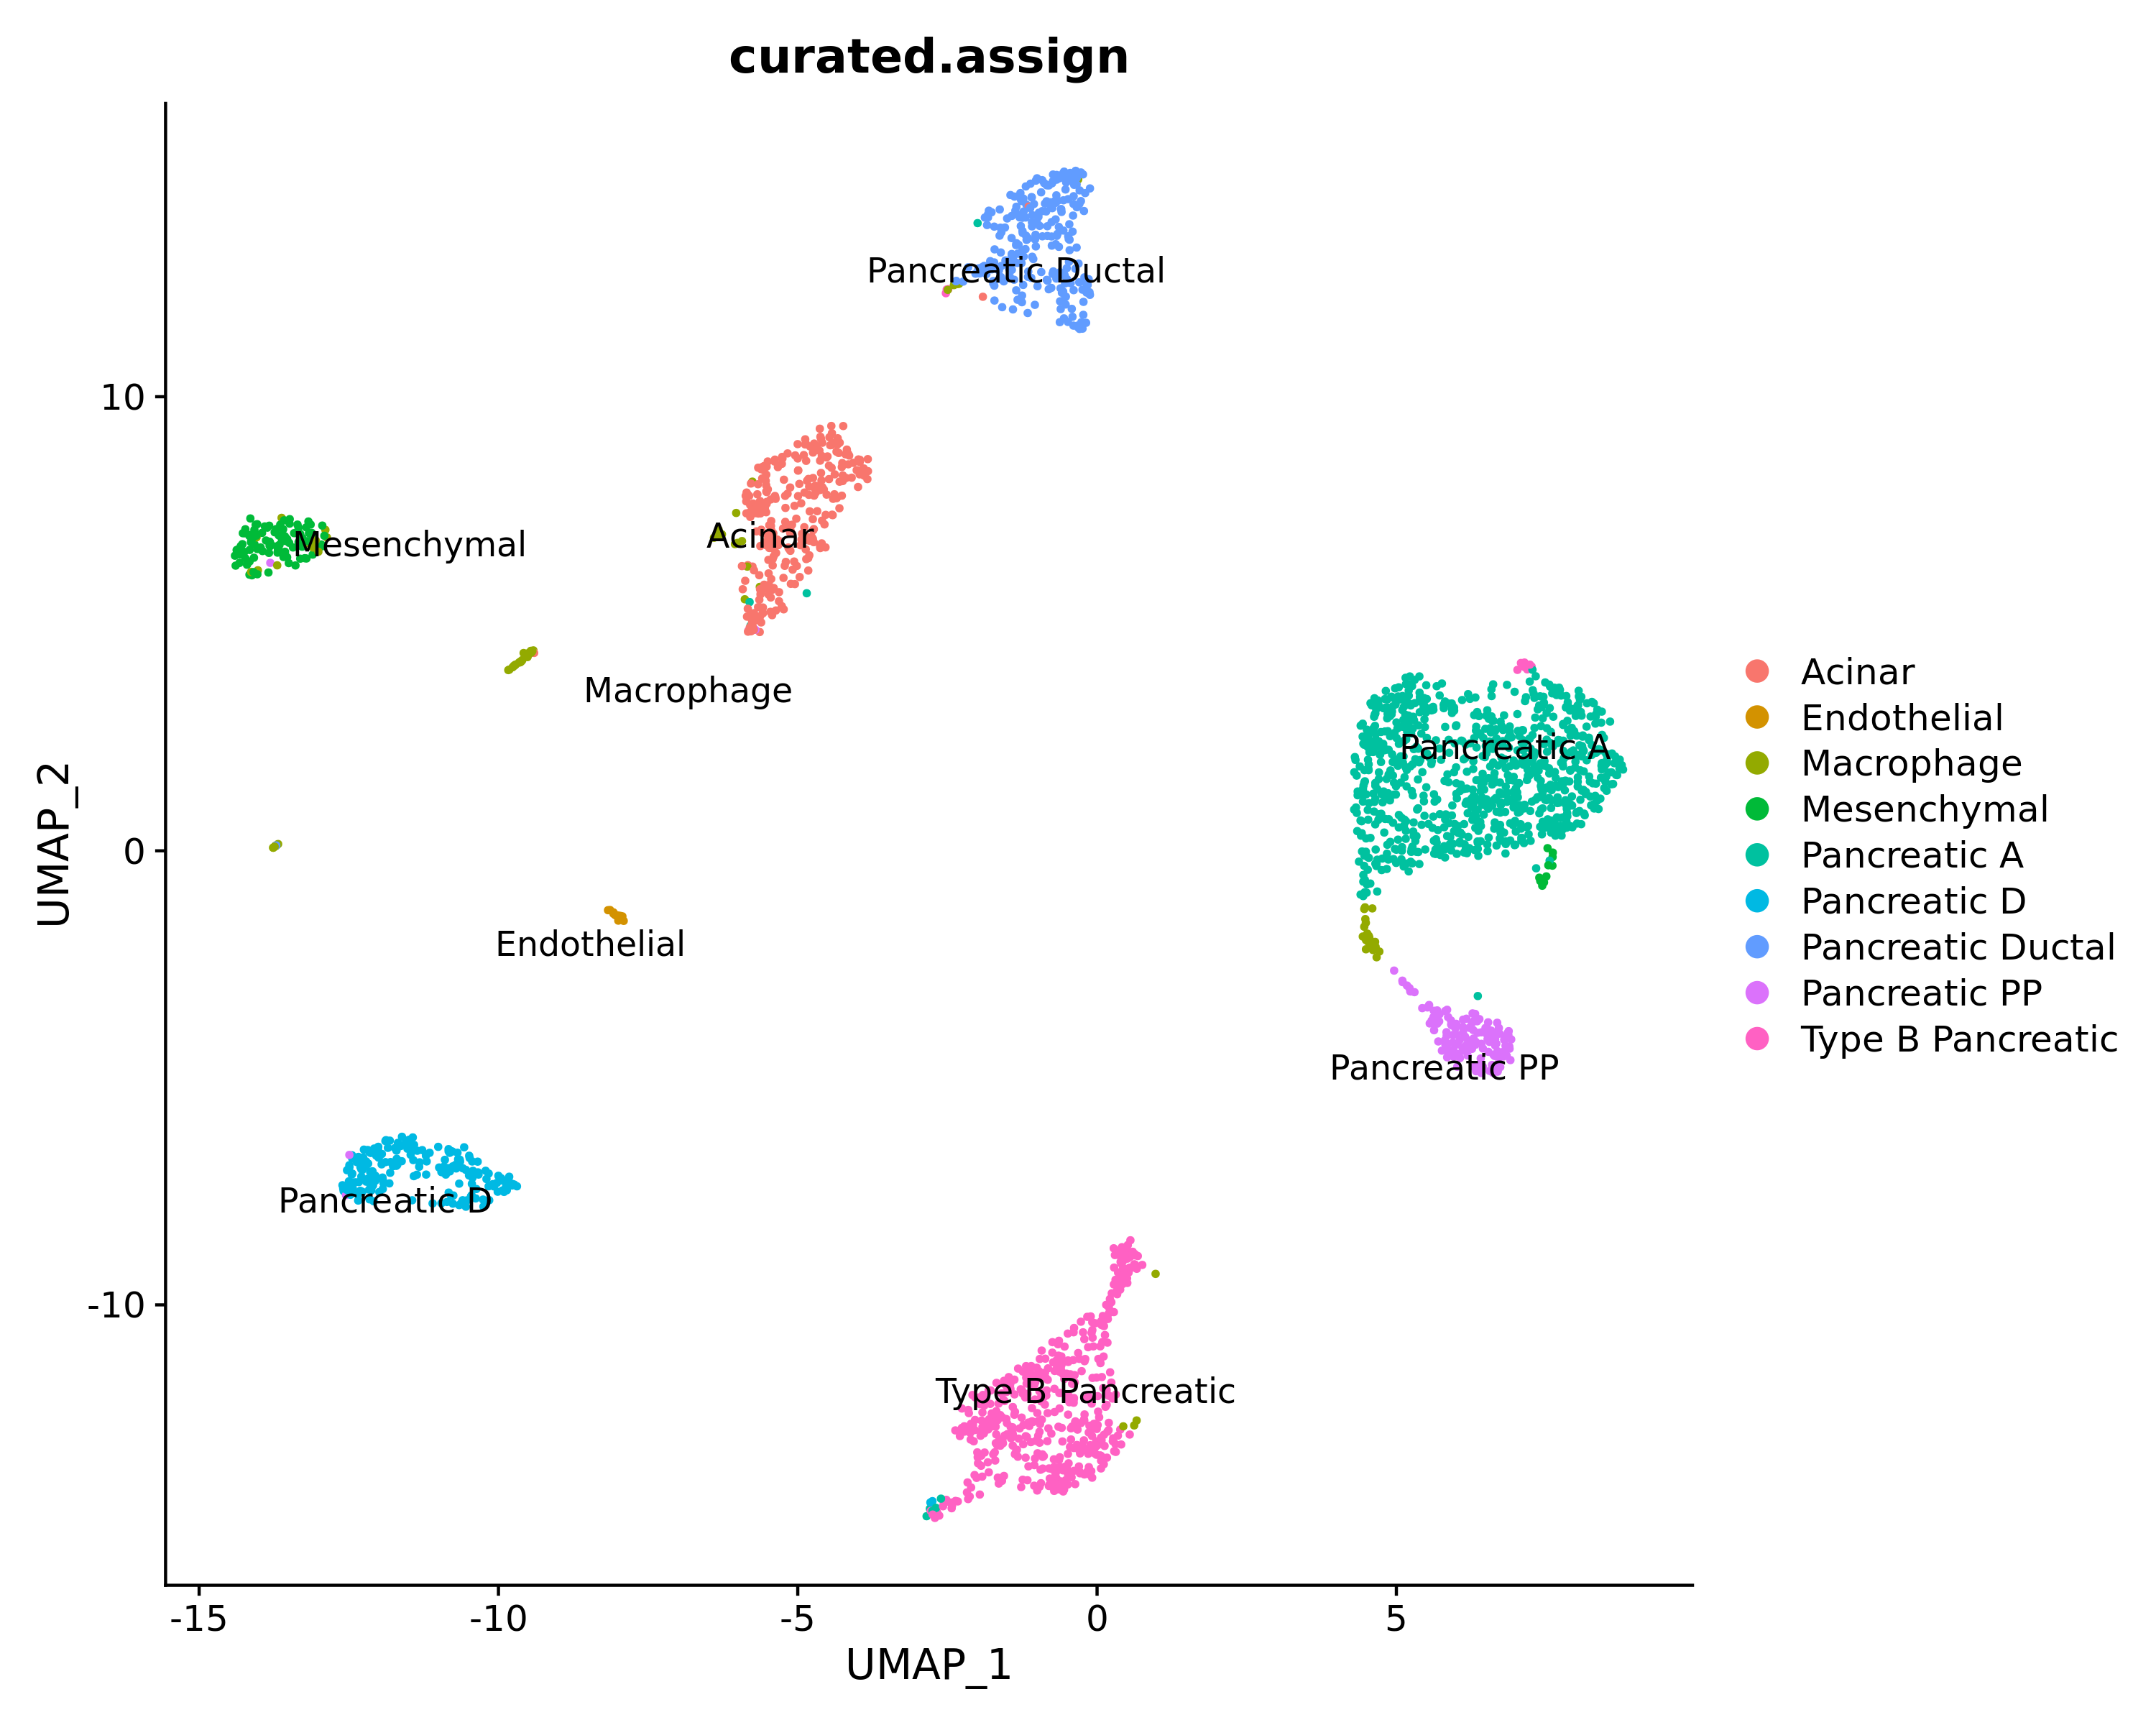 curated.assign
Pancreatic Ductal
10
Acinar
Mesenchymal
Macrophage
Pancreatic A
UMAP_2
0
Endothelial
Pancreatic PP
Pancreatic D
-10
Type B Pancreatic
-15
-10
-5
0
5
UMAP_1
Acinar
Endothelial
Macrophage
Mesenchymal
Pancreatic A
Pancreatic D
Pancreatic Ductal
Pancreatic PP
Type B Pancreatic